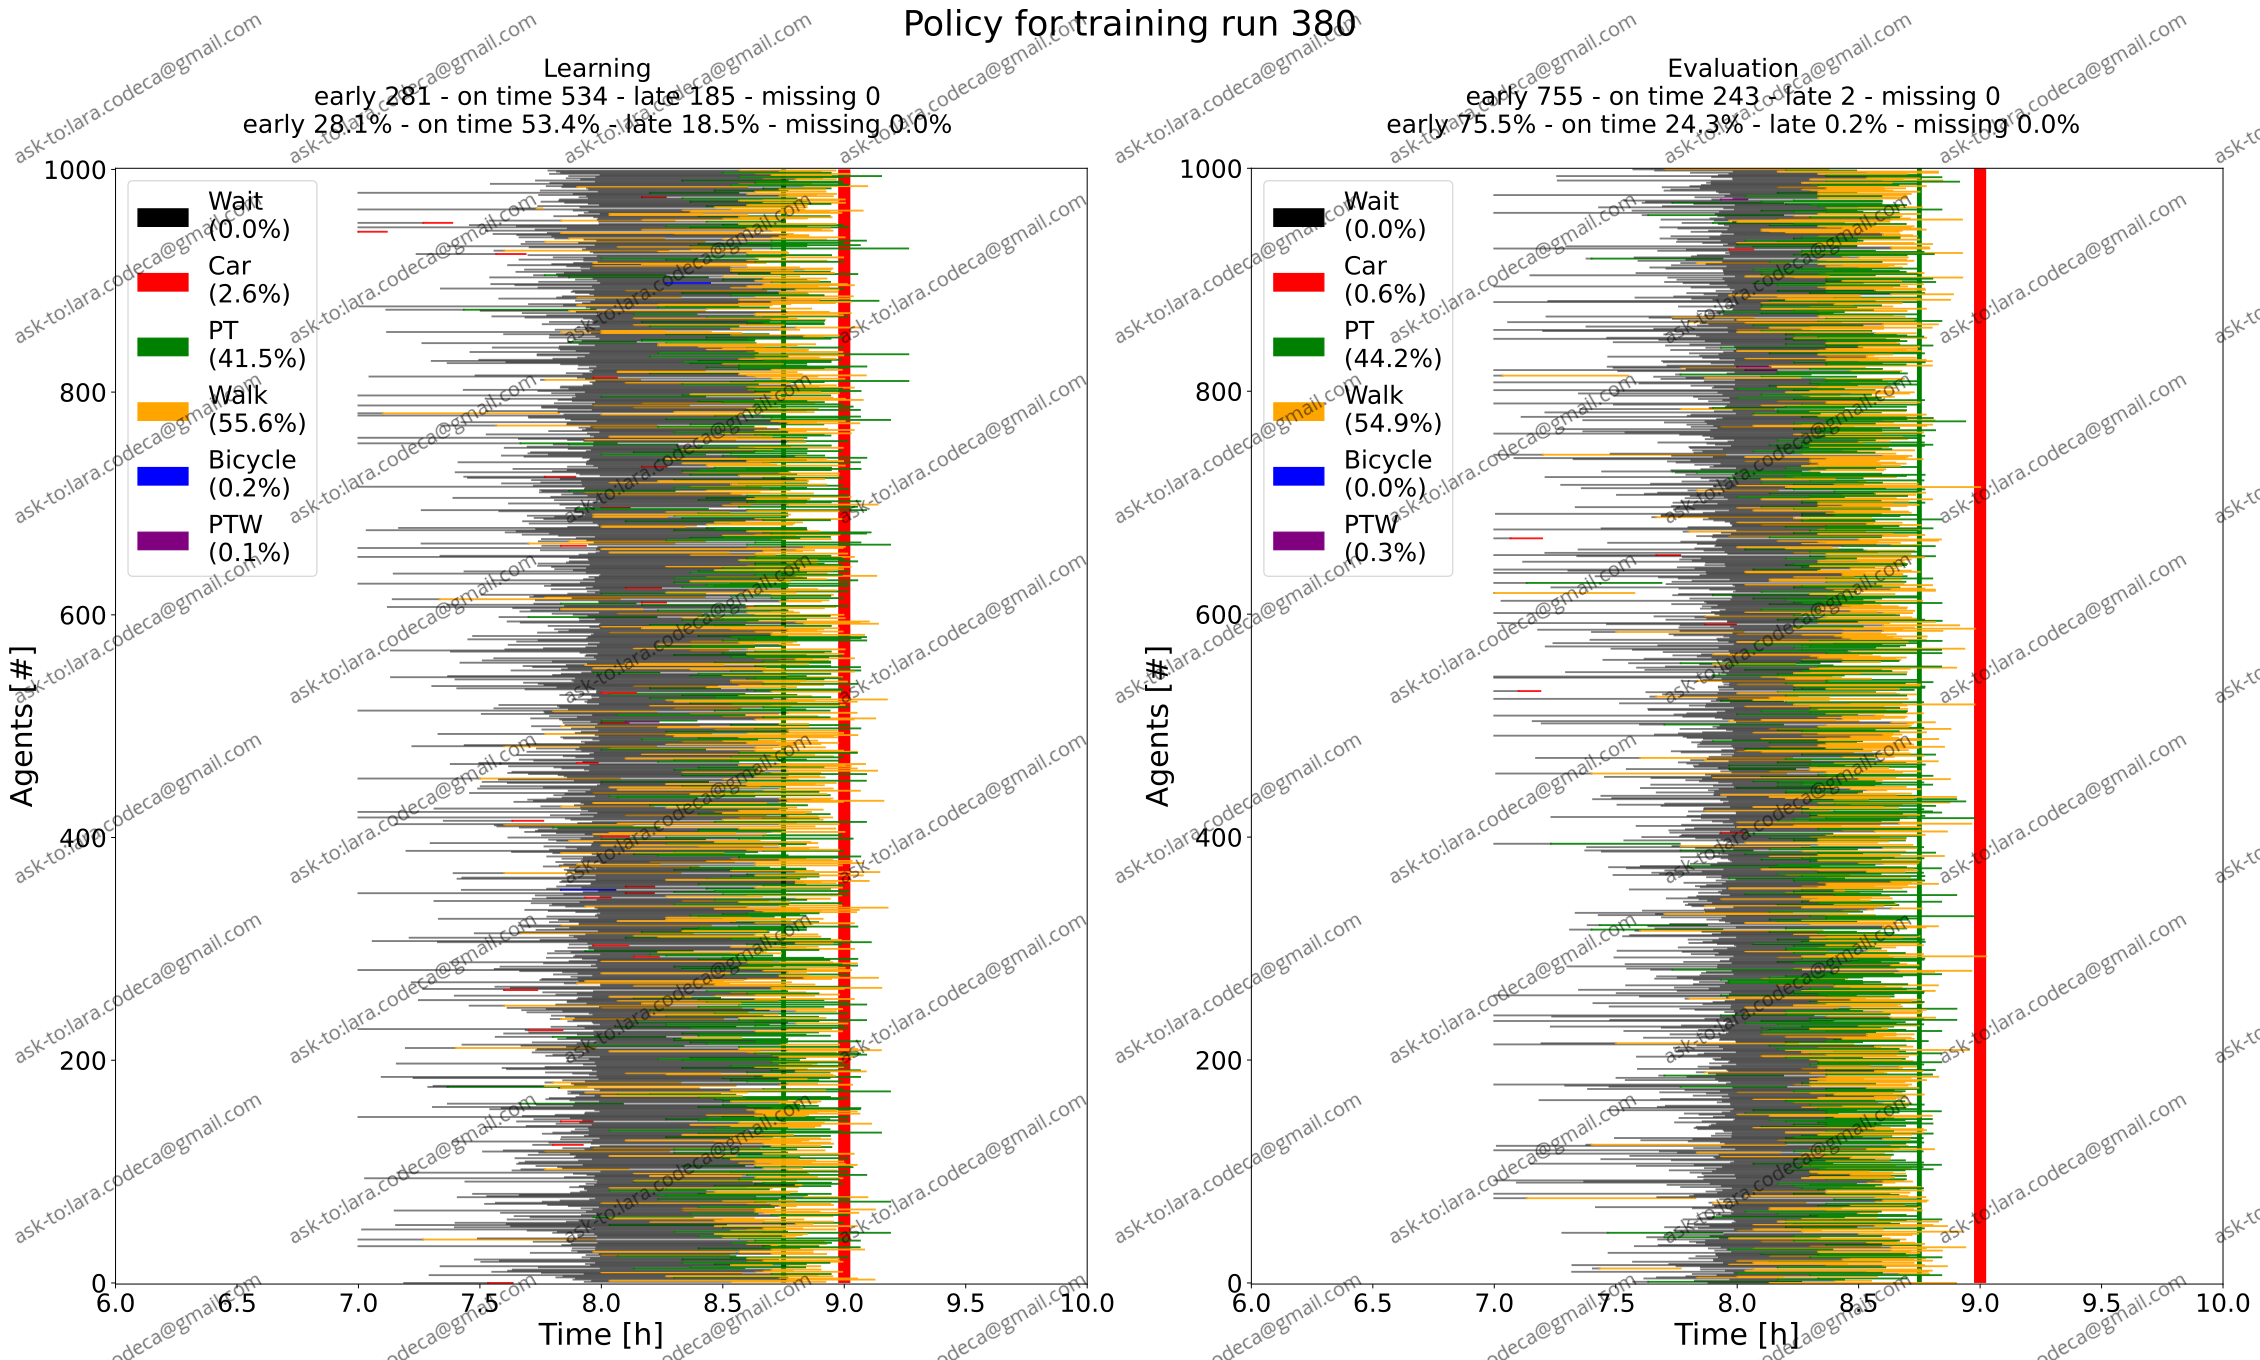 Policy for training run 380
Learning
early 281 - on time 534 - late 185 - missing 0
early 28.1% - on time 53.4% - late 18.5% - missing 0.0%
1000
800
600
400
200
0
Agents [#]
Wait
(0.0%)
Car
(2.6%)
PT
(41.5%)
Walk
(55.6%)
Bicycle
(0.2%)
PTW
(0.1%)
6.0 6.5 7.0 7.5 8.0 8.5 9.0 9.5 10.0
Time [h]
Evaluation
early 755 - on time 243 - late 2 - missing 0
early 75.5% - on time 24.3% - late 0.2% - missing 0.0%
1000
800
600
400
200
0
Agents [#]
Wait
(0.0%)
Car
(0.6%)
PT
(44.2%)
Walk
(54.9%)
Bicycle
(0.0%)
PTW
(0.3%)
6.0 6.5 7.0 7.5 8.0 8.5 9.0 9.5 10.0
Time [h]
ask-to:lara.codeca@gmail.com